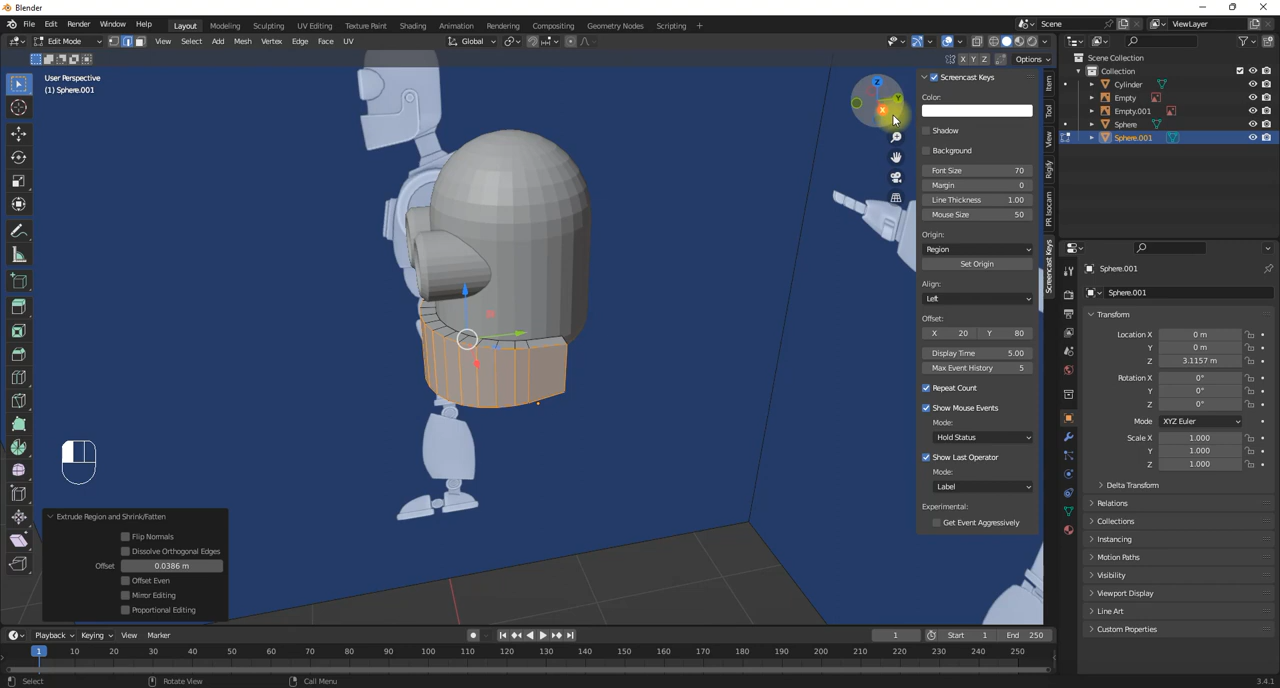 Blender
File Edit Render Window Help Layout Modeling Sculpting UV Editing Texture Paint Shading Animation Rendering Compositing Geometry Nodes Scripting + Scene ViewLayer
Edit Mode View Select Add Mesh Vertex Edge Face UV Global
X Y Z Options
User Perspective
(1) Sphere.001
Z
Y
X
Screencast Keys
Color:
Shadow
Background
Font Size 70
Margin 0
Line Thickness 1.00
Mouse Size 50
Origin:
Region
Set Origin
Align:
Left
Offset:
X 20 Y 80
Display Time 5.00
Max Event History 5
Repeat Count
Show Mouse Events
Mode:
Hold Status
Show Last Operator
Mode:
Label
Experimental:
Get Event Aggressively
Item
Tool
View
Rigify
PR Isocam
Screencast Keys
Scene Collection
Collection
Cylinder
Empty
Empty.001
Sphere
Sphere.001
Sphere.001
Sphere.001
Transform
Location X 0 m
Y 0 m
Z 3.1157 m
Rotation X 0°
Y 0°
Z 0°
Mode XYZ Euler
Scale X 1.000
Y 1.000
Z 1.000
Delta Transform
Relations
Collections
Instancing
Motion Paths
Visibility
Viewport Display
Line Art
Custom Properties
Extrude Region and Shrink/Fatten
Flip Normals
Dissolve Orthogonal Edges
Offset 0.0386 m
Offset Even
Mirror Editing
Proportional Editing
Playback Keying View Marker 1 Start 1 End 250
1 10 20 30 40 50 60 70 80 90 100 110 120 130 140 150 160 170 180 190 200 210 220 230 240 250
Select Rotate View Call Menu 3.4.1